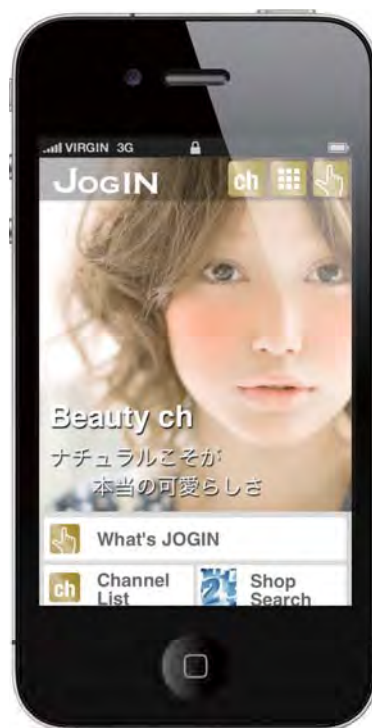 VIRGIN 3G
JOGIN
ch
Beauty ch
ナチュラルこそが
本当の可愛らしさ
What's JOGIN
ch
Channel
List
Shop
Search